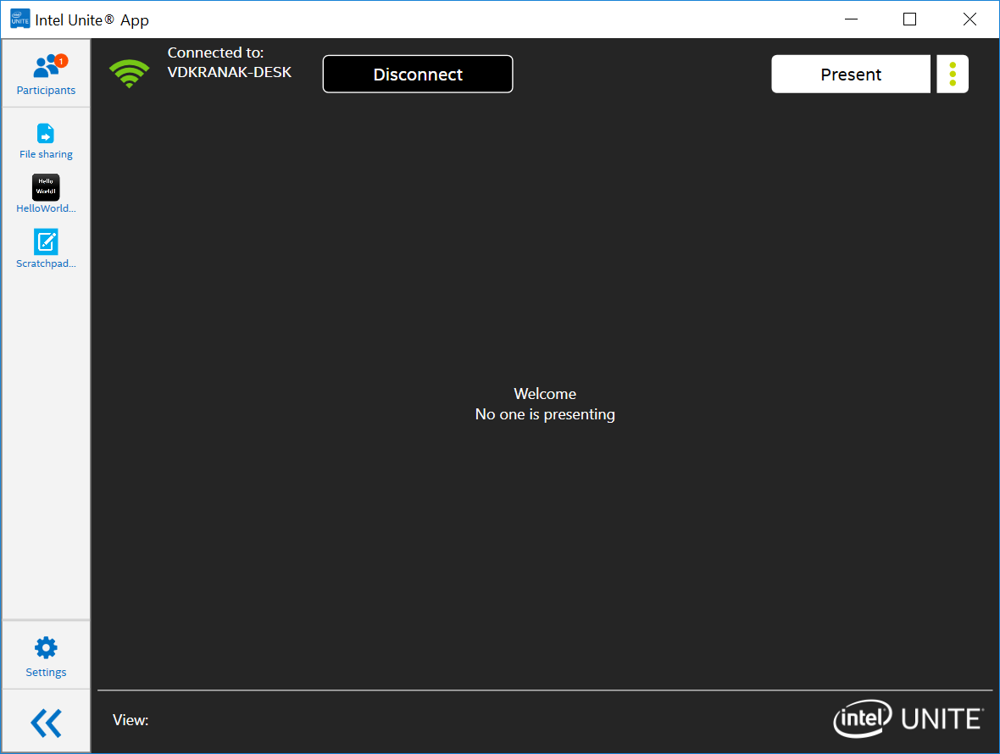 Intel Unite® App
1
Participants
File sharing
Hello
World!
HelloWorld...
Scratchpad...
Settings
Connected to:
VDKRANAK-DESK
Disconnect
Present
Welcome
No one is presenting
View:
intel UNITE